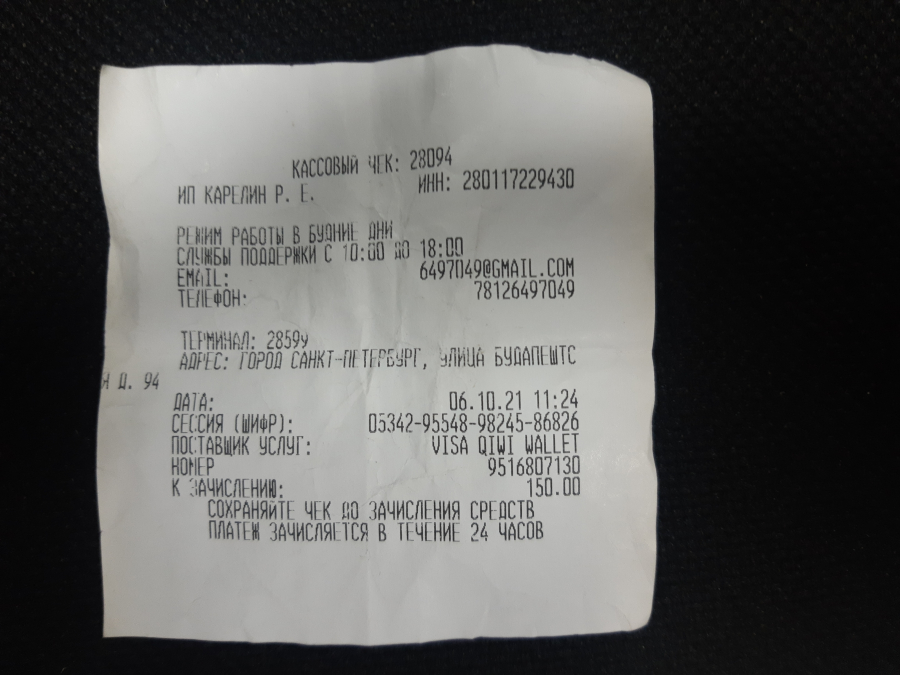 КАССОВЫЙ ЧЕК: 28094
ИП КАРЕЛИН Р. Е. ИНН: 280117229430
РЕЖИМ РАБОТЫ В БУДНИЕ ДНИ
СЛУЖБЫ ПОДДЕРЖКИ С 10:00 ДО 18:00
EMAIL: 6497049@GMAIL.COM
ТЕЛЕФОН: 78126497049
ТЕРМИНАЛ: 28599
АДРЕС: ГОРОД САНКТ-ПЕТЕРБУРГ, УЛИЦА БУДАПЕШТС
Я Д. 94
ДАТА: 06.10.21 11:24
СЕССИЯ (ШИФР): 05342-95548-98245-86826
ПОСТАВЩИК УСЛУГ: VISA QIWI WALLET
НОМЕР 9516807130
К ЗАЧИСЛЕНИЮ: 150.00
СОХРАНЯЙТЕ ЧЕК ДО ЗАЧИСЛЕНИЯ СРЕДСТВ
ПЛАТЕЖ ЗАЧИСЛЯЕТСЯ В ТЕЧЕНИЕ 24 ЧАСОВ